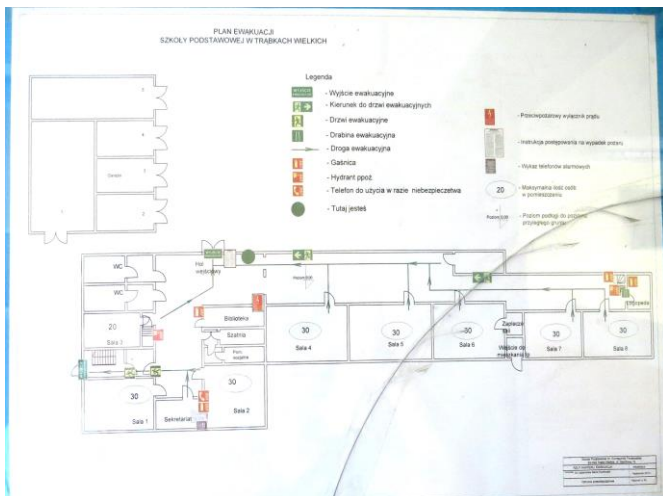 PLAN EWAKUACJI
SZKOŁY PODSTAWOWEJ W TRĄBKACH WIELKICH
Legenda
- Wyjście ewakuacyjne
- Kierunek do drzwi ewakuacyjnych
- Drzwi ewakuacyjne
- Drabina ewakuacyjna
- Droga ewakuacyjna
- Gaśnica
- Hydrant ppoż.
- Telefon do użycia w razie niebezpieczeństwa
- Tutaj jesteś
- Przeciwpożarowy wyłącznik prądu
- Instrukcja postępowania na wypadek pożaru
- Wykaz telefonów alarmowych
20
- Maksymalna ilość osób
w pomieszczeniu
- Poziom podłogi do poziomu
przyległego gruntu
WC
WC
Hol
wejściowy
20
Sala 3
Biblioteka
Szatnia
30
Sala 1
Sekretariat
30
Sala 2
30
Sala 4
30
Sala 5
30
Sala 6
Zaplecze
Wejście do
30
Sala 7
30
Sala 8